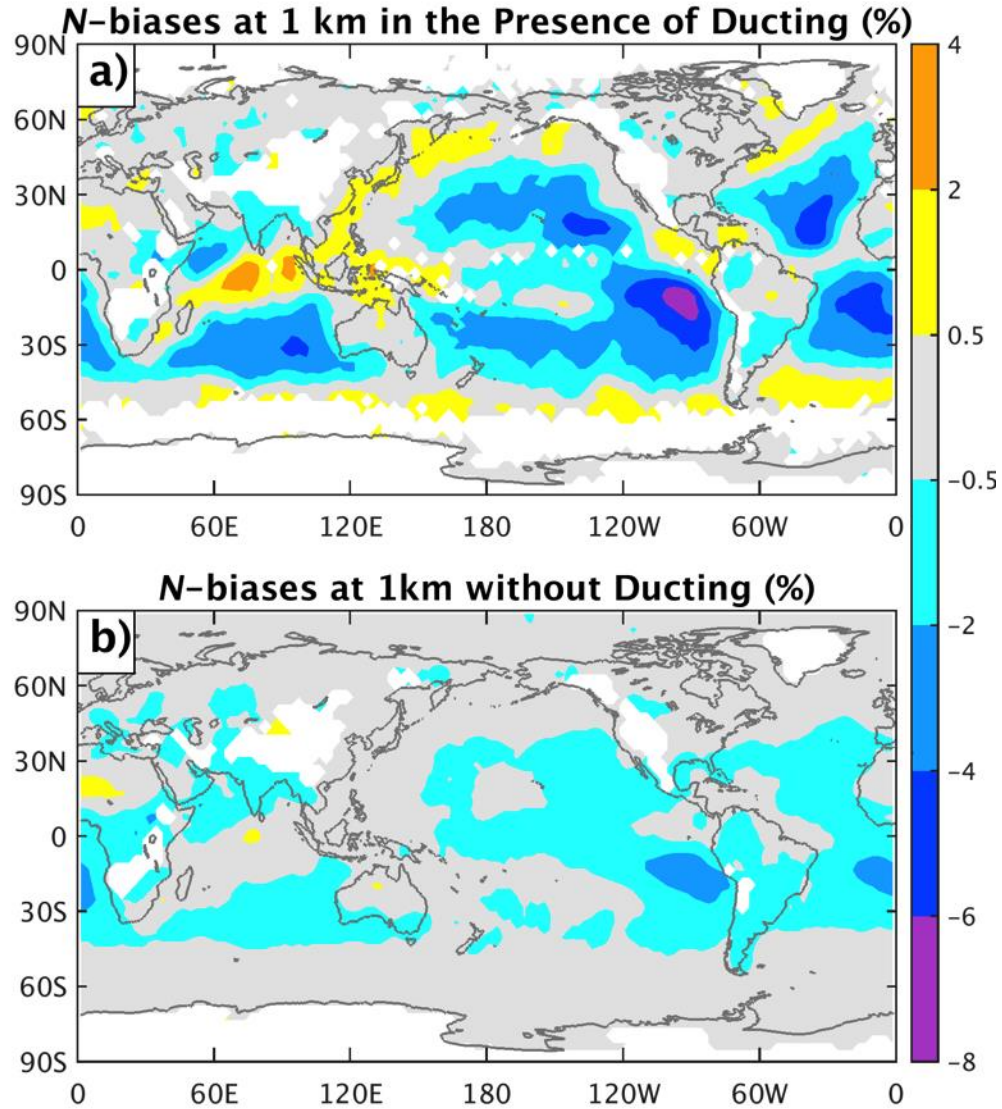 N-biases at 1 km in the Presence of Ducting (%)
a)
90N
60N
30N
0
30S
60S
90S
0 60E 120E 180 120W 60W 0
N-biases at 1km without Ducting (%)
b)
90N
60N
30N
0
30S
60S
90S
0 60E 120E 180 120W 60W 0
4
2
0.5
-0.5
-2
-4
-6
-8